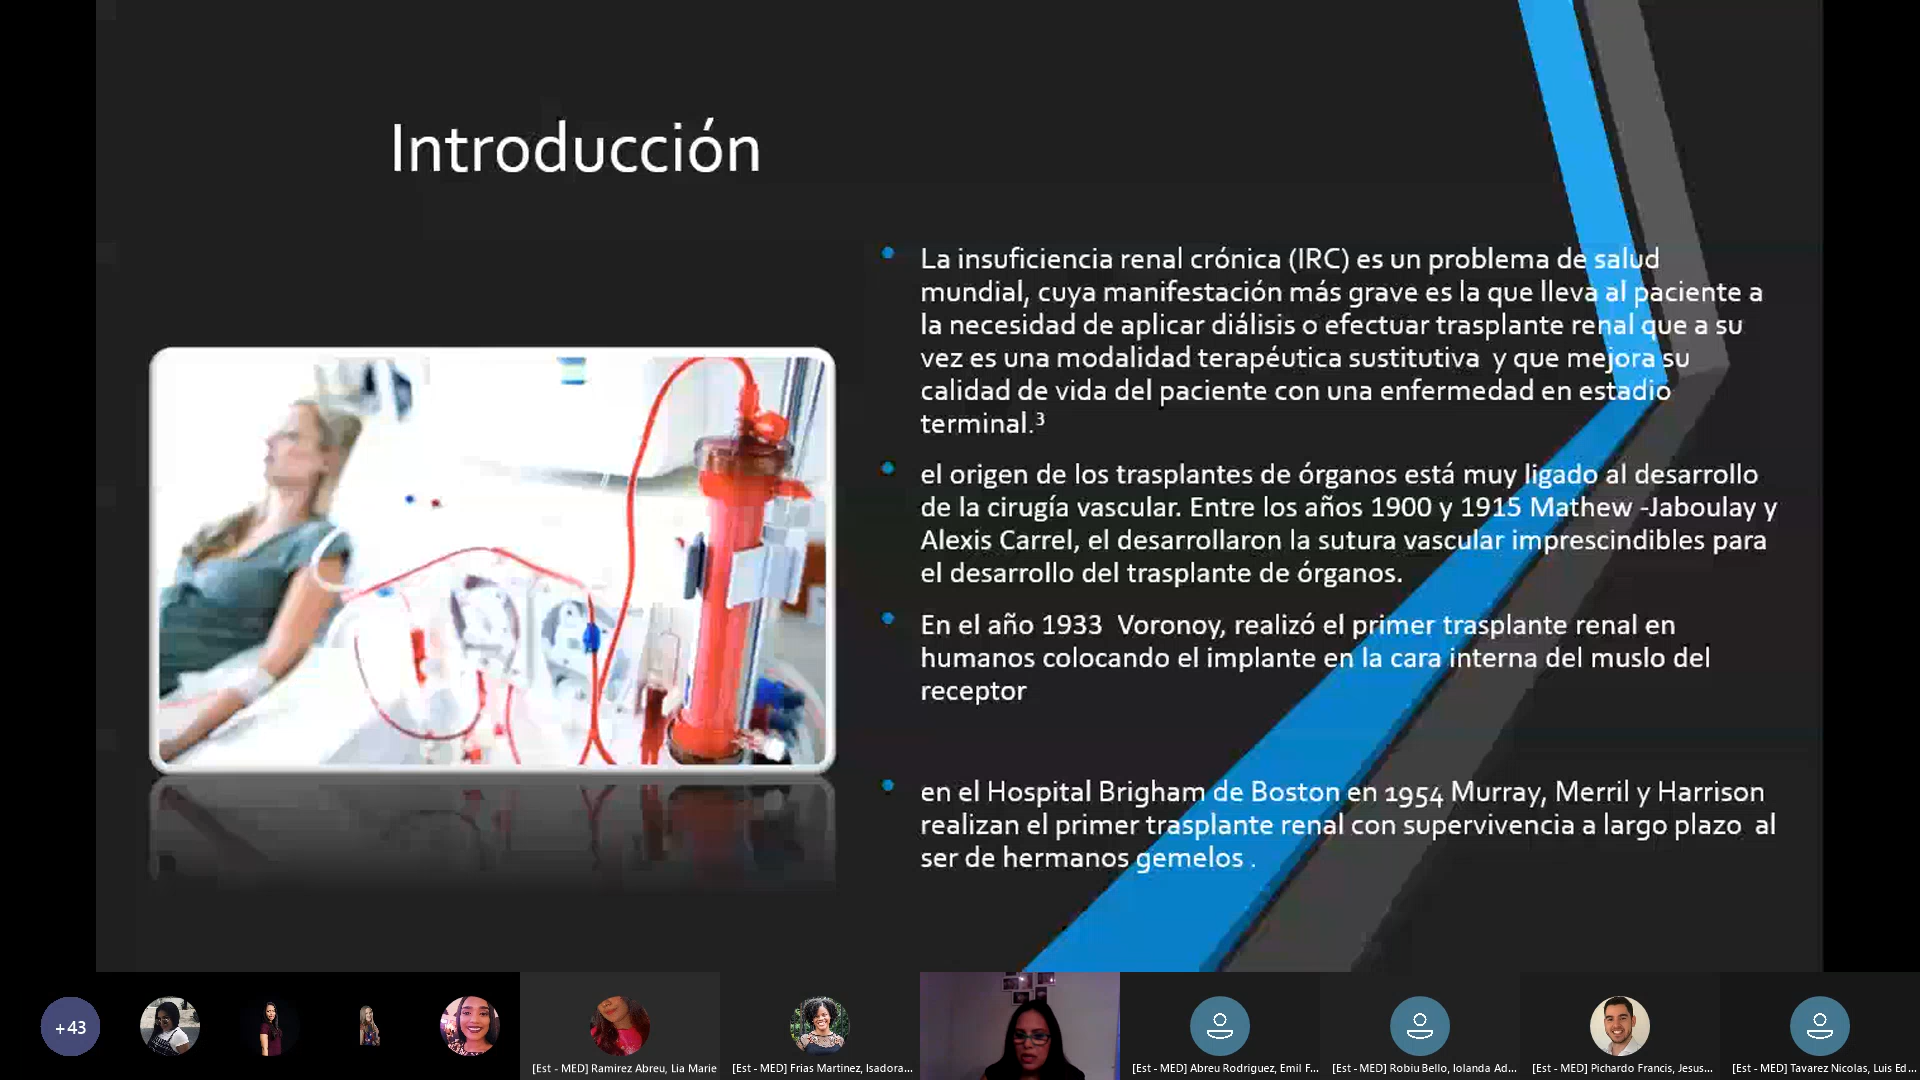 Introducción
La insuficiencia renal crónica (IRC) es un problema de salud
mundial, cuya manifestación más grave es la que lleva al paciente a
la necesidad de aplicar diálisis o efectuar trasplante renal que a su
vez es una modalidad terapéutica sustitutiva  y que mejora su
calidad de vida del paciente con una enfermedad en estadio
terminal.³
el origen de los trasplantes de órganos está muy ligado al desarrollo
de la cirugía vascular. Entre los años 1900 y 1915 Mathew -Jaboulay y
Alexis Carrel, el desarrollaron la sutura vascular imprescindibles para
el desarrollo del trasplante de órganos.
En el año 1933  Voronoy, realizó el primer trasplante renal en
humanos colocando el implante en la cara interna del muslo del
receptor
en el Hospital Brigham de Boston en 1954 Murray, Merril y Harrison
realizan el primer trasplante renal con supervivencia a largo plazo  al
ser de hermanos gemelos .
+43
[Est - MED] Ramirez Abreu, Lia Marie
[Est - MED] Frias Martinez, Isadora...
[Est - MED] Abreu Rodriguez, Emil F...
[Est - MED] Robiu Bello, Iolanda Ad...
[Est - MED] Pichardo Francis, Jesus...
[Est - MED] Tavarez Nicolas, Luis Ed...